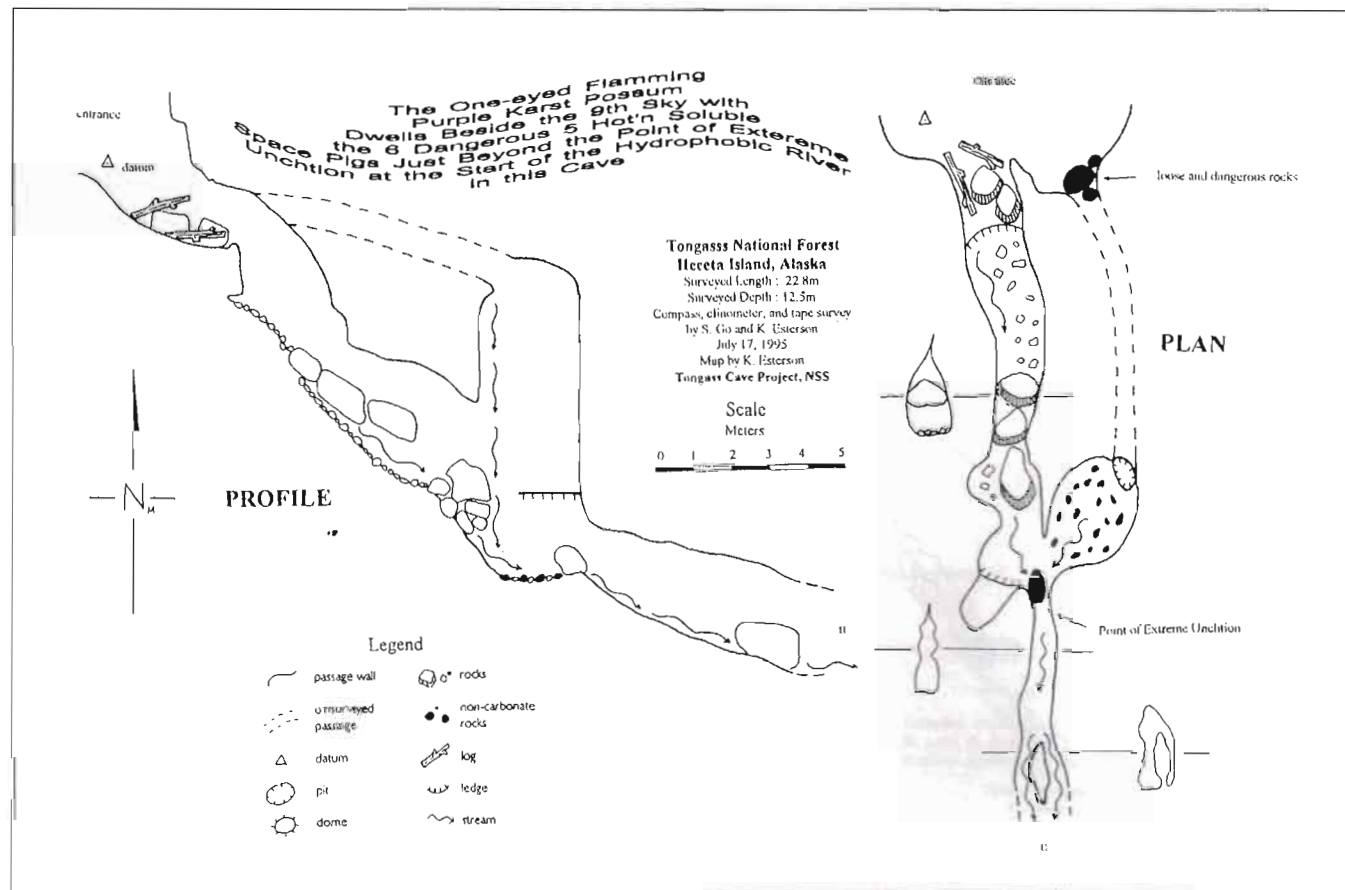 The One-eyed Flamming
Purple Karst Possum
Dwells Beside the 9th Sky with
the 6 Dangerous 5 Hot'n Soluble
Space Pigs Just Beyond the Point of Extereme
Unchtion at the Start of the Hydrophobic River
in this Cave
entrance
datum
Tongasss National Forest
Heceta Island, Alaska
Surveyed Length : 22.8m
Surveyed Depth : 12.5m
Compass, clinometer, and tape survey
by S. Go and K. Esterson
July 17, 1995
Map by K. Esterson
Tongass Cave Project, NSS
Scale
Meters
0 1 2 3 4 5
N
M
PROFILE
Legend
passage wall
unsurveyed
passage
datum
pit
dome
rocks
non-carbonate
rocks
log
ledge
stream
entrance
loose and dangerous rocks
PLAN
Point of Extreme Unchtion